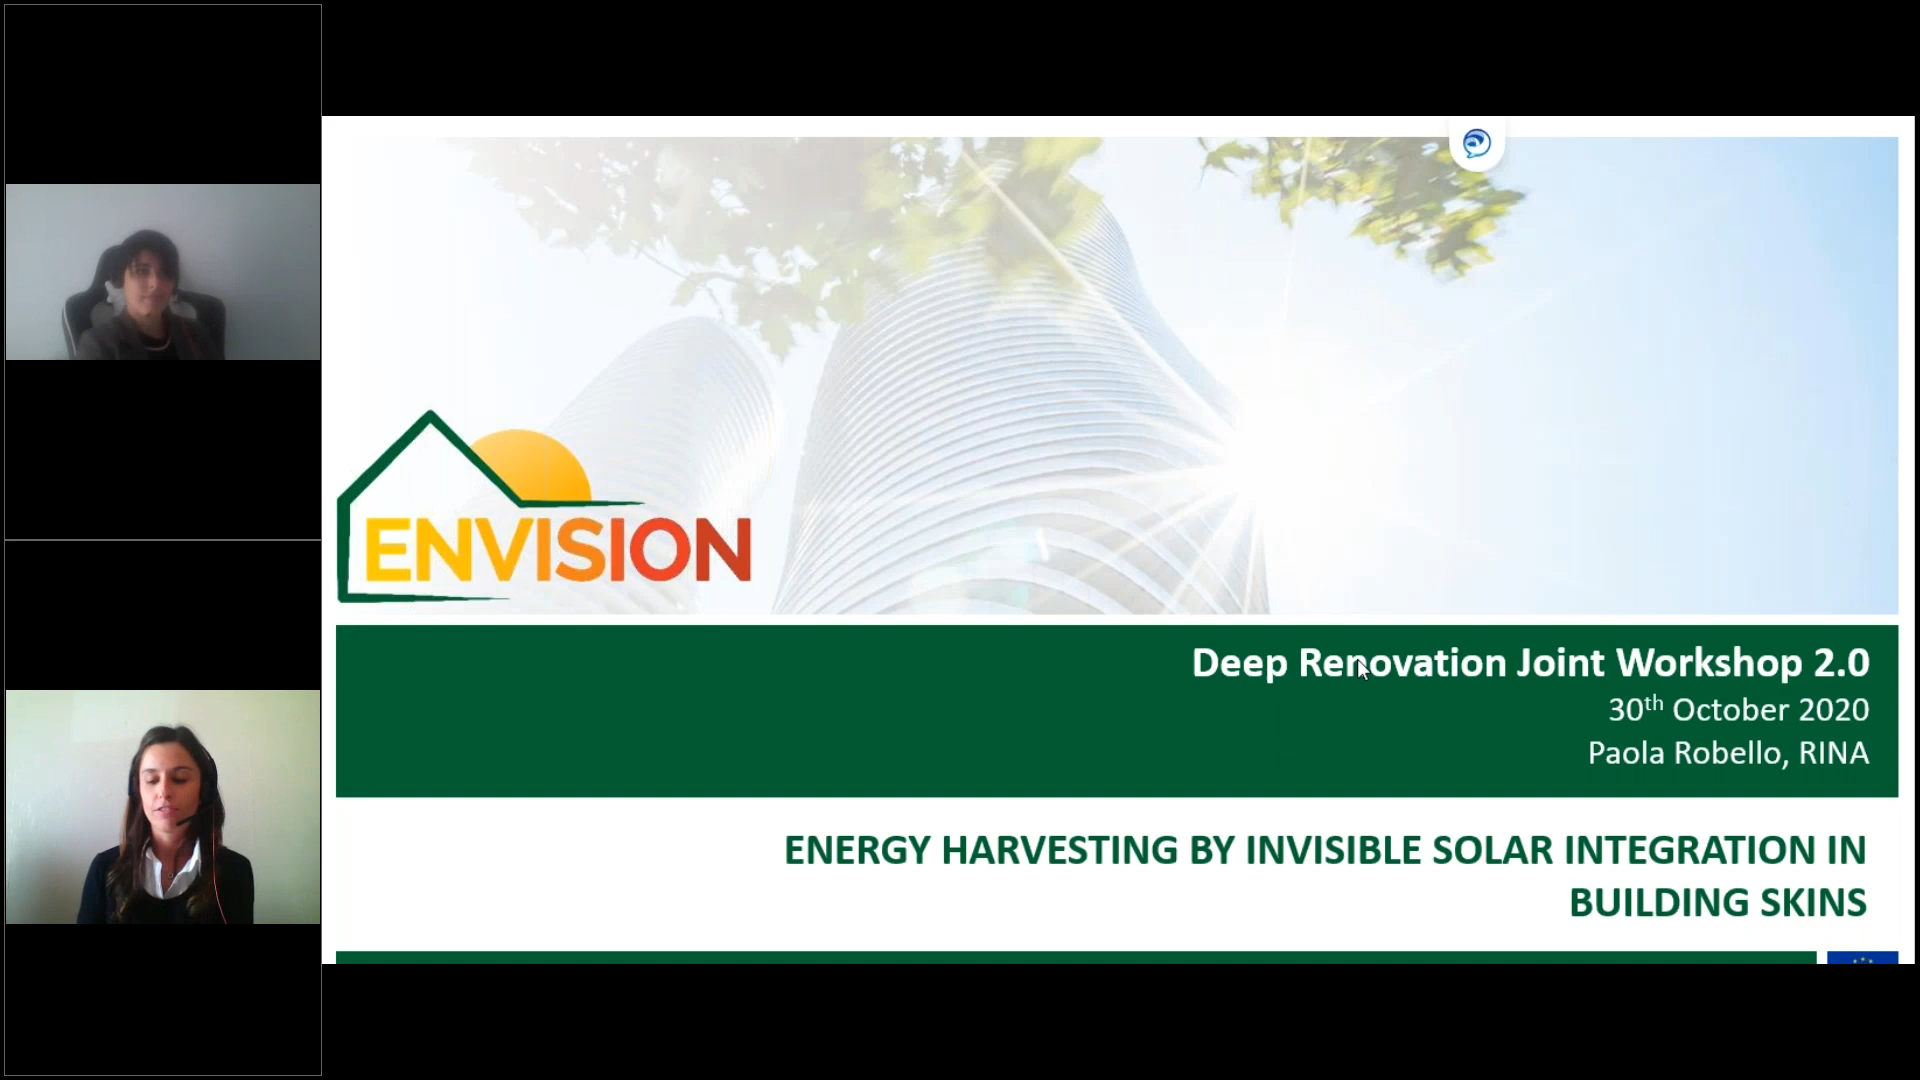 ENVISION
Deep Renovation Joint Workshop 2.0
30th October 2020
Paola Robello, RINA
ENERGY HARVESTING BY INVISIBLE SOLAR INTEGRATION IN
BUILDING SKINS